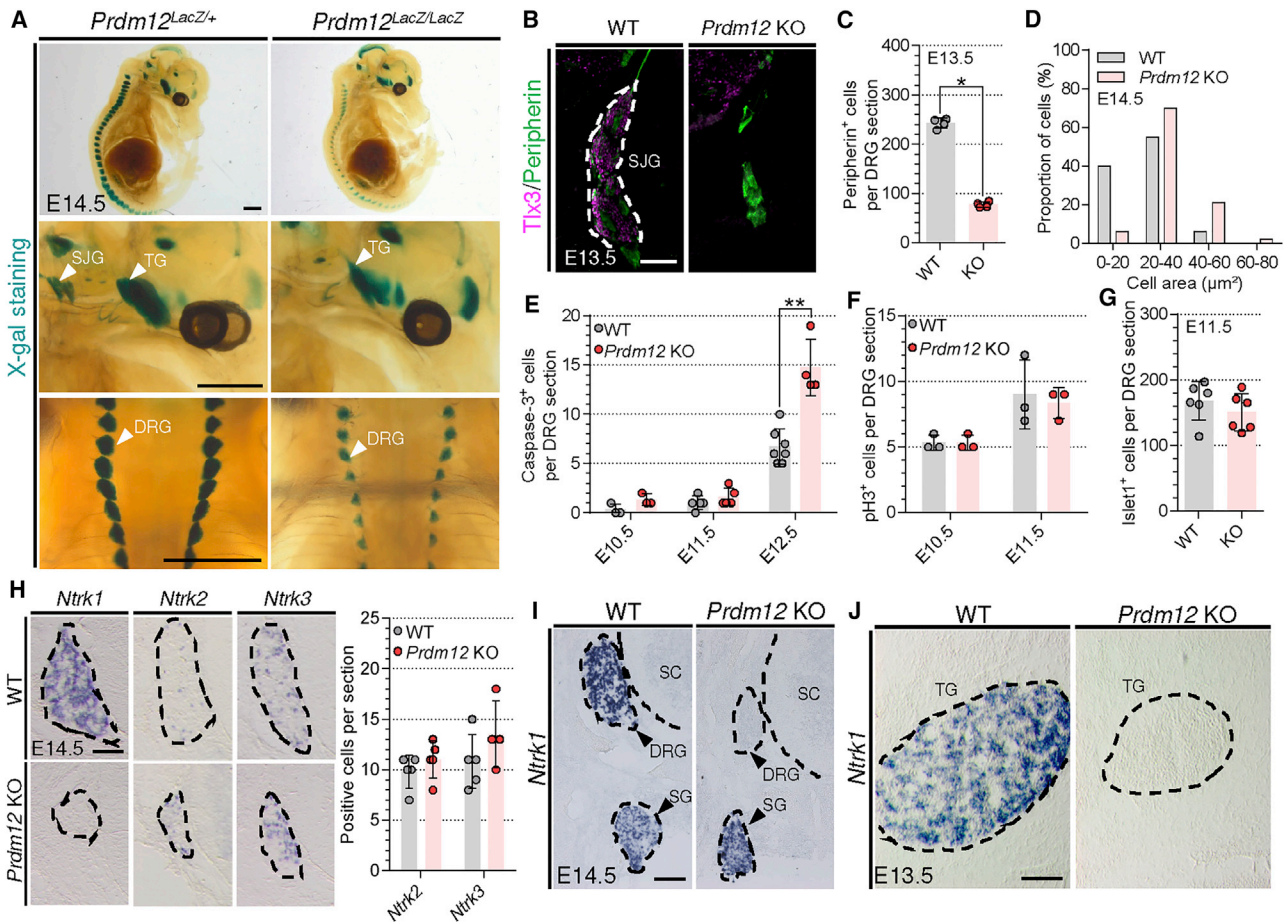 A
Prdm12LacZ/+
Prdm12LacZ/LacZ
X-gal staining
E14.5
SJG
TG
TG
DRG
DRG
B
WT
Prdm12 KO
Tlx3/Peripherin
SJG
E13.5
C
Peripherin+ cells
per DRG section
400
300
200
100
0
E13.5
*
WT
KO
D
Proportion of cells (%)
100
80
60
40
20
0
WT
Prdm12 KO
E14.5
0-20
20-40
40-60
60-80
Cell area (µm²)
E
Caspase-3+ cells
per DRG section
20
15
10
5
0
WT
Prdm12 KO
**
E10.5
E11.5
E12.5
F
pH3+ cells per DRG section
15
10
5
0
WT
Prdm12 KO
E10.5
E11.5
G
Islet1+ cells per DRG section
300
200
150
100
0
E11.5
WT
KO
H
Ntrk1
Ntrk2
Ntrk3
WT
E14.5
Prdm12 KO
Positive cells per section
25
20
15
10
5
0
WT
Prdm12 KO
Ntrk2
Ntrk3
I
WT
Prdm12 KO
Ntrk1
SC
SC
DRG
DRG
SG
SG
E14.5
J
WT
Prdm12 KO
Ntrk1
TG
TG
E13.5